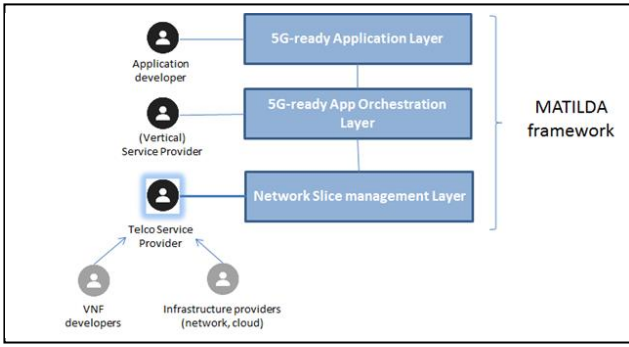 5G-ready Application Layer
Application
developer
5G-ready App Orchestration
Layer
(Vertical)
Service Provider
MATILDA
framework
Network Slice management Layer
Telco Service
Provider
VNF
developers
Infrastructure providers
(network, cloud)